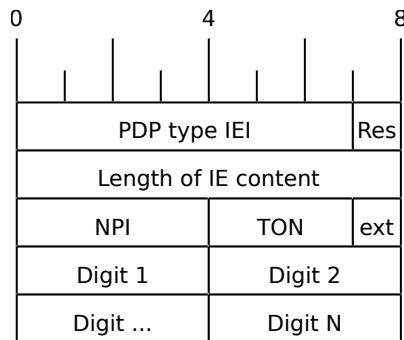 0 4 8
PDP type IEI Res
Length of IE content
NPI TON ext
Digit 1 Digit 2
Digit ... Digit N